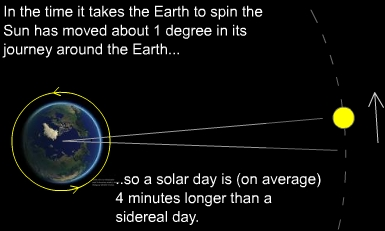 In the time it takes the Earth to spin the
Sun has moved about 1 degree in its
journey around the Earth...
...so a solar day is (on average)
4 minutes longer than a
sidereal day.